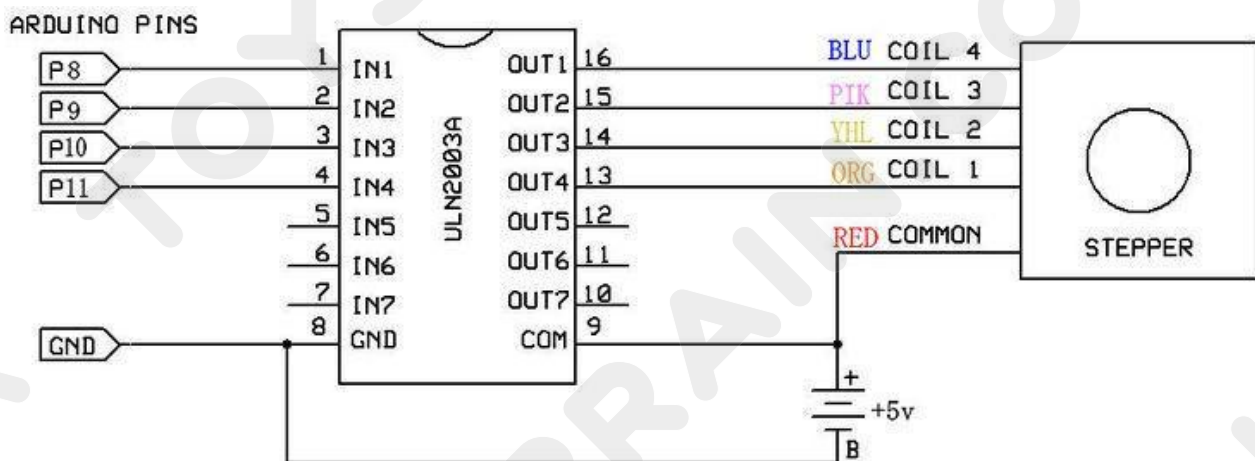 ARDUINO PINS
P8 1 IN1 OUT1 16 BLU COIL 4
P9 2 IN2 OUT2 15 PIK COIL 3
P10 3 IN3 OUT3 14 YHL COIL 2
P11 4 IN4 OUT4 13 ORG COIL 1
5 IN5 OUT5 12
6 IN6 OUT6 11
7 IN7 OUT7 10
GND 8 GND COM 9
ULN2003A
RED COMMON
STEPPER
+
+5v
B